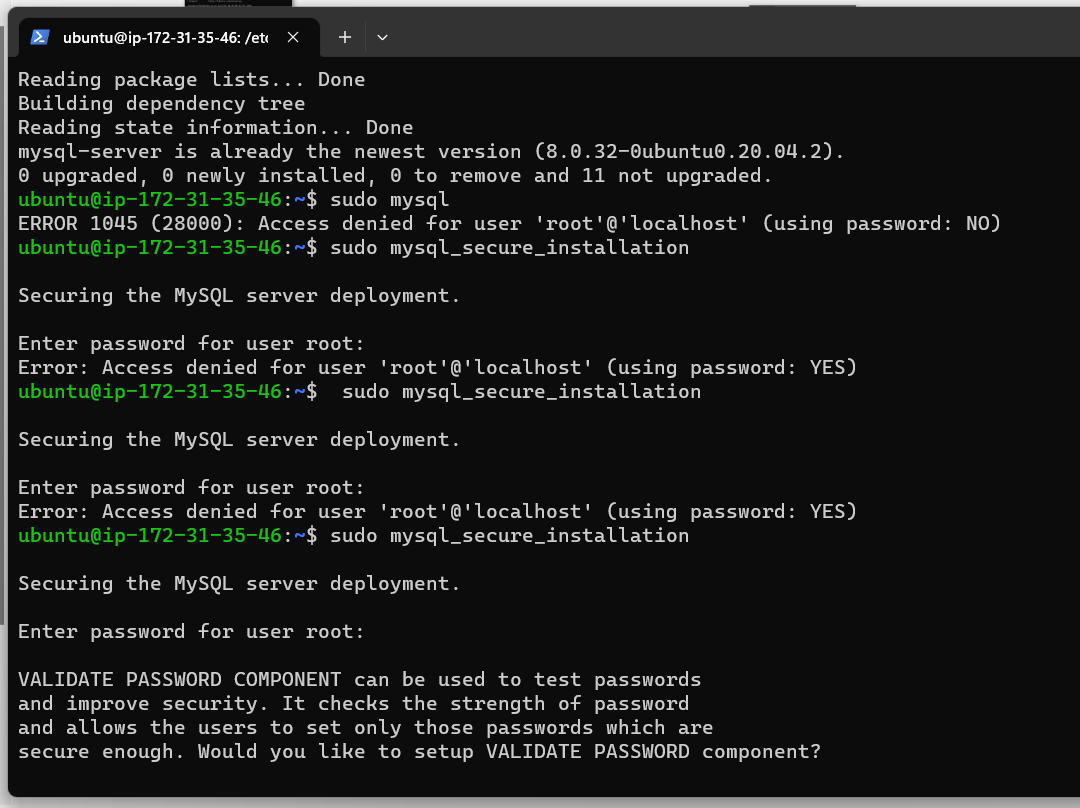 ubuntu@ip-172-31-35-46: /etc
Reading package lists... Done
Building dependency tree
Reading state information... Done
mysql-server is already the newest version (8.0.32-0ubuntu0.20.04.2).
0 upgraded, 0 newly installed, 0 to remove and 11 not upgraded.
ubuntu@ip-172-31-35-46:~$ sudo mysql
ERROR 1045 (28000): Access denied for user 'root'@'localhost' (using password: NO)
ubuntu@ip-172-31-35-46:~$ sudo mysql_secure_installation
Securing the MySQL server deployment.
Enter password for user root:
Error: Access denied for user 'root'@'localhost' (using password: YES)
ubuntu@ip-172-31-35-46:~$  sudo mysql_secure_installation
Securing the MySQL server deployment.
Enter password for user root:
Error: Access denied for user 'root'@'localhost' (using password: YES)
ubuntu@ip-172-31-35-46:~$ sudo mysql_secure_installation
Securing the MySQL server deployment.
Enter password for user root:
VALIDATE PASSWORD COMPONENT can be used to test passwords
and improve security. It checks the strength of password
and allows the users to set only those passwords which are
secure enough. Would you like to setup VALIDATE PASSWORD component?